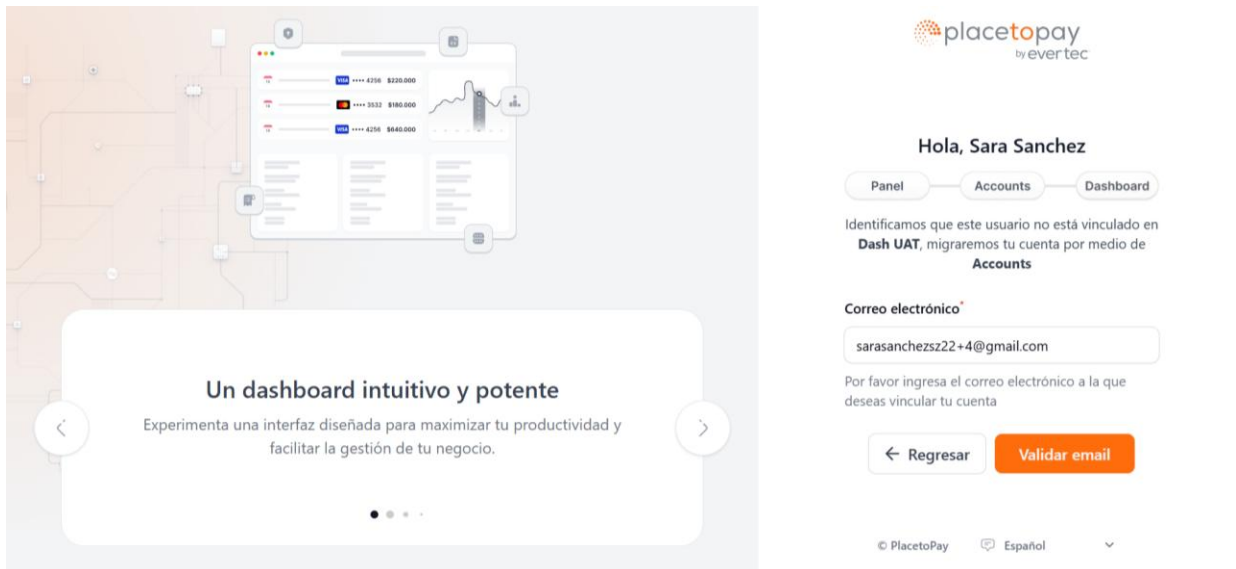 VISA •••• 4256 $220.000
•••• 3532 $180.000
VISA •••• 4256 $640.000
Un dashboard intuitivo y potente
Experimenta una interfaz diseñada para maximizar tu productividad y
facilitar la gestión de tu negocio.
placetopay
by evertec
Hola, Sara Sanchez
Panel Accounts Dashboard
Identificamos que este usuario no está vinculado en
Dash UAT, migraremos tu cuenta por medio de
Accounts
Correo electrónico*
sarasanchezsz22+4@gmail.com
Por favor ingresa el correo electrónico a la que
deseas vincular tu cuenta
← Regresar Validar email
© PlacetoPay Español